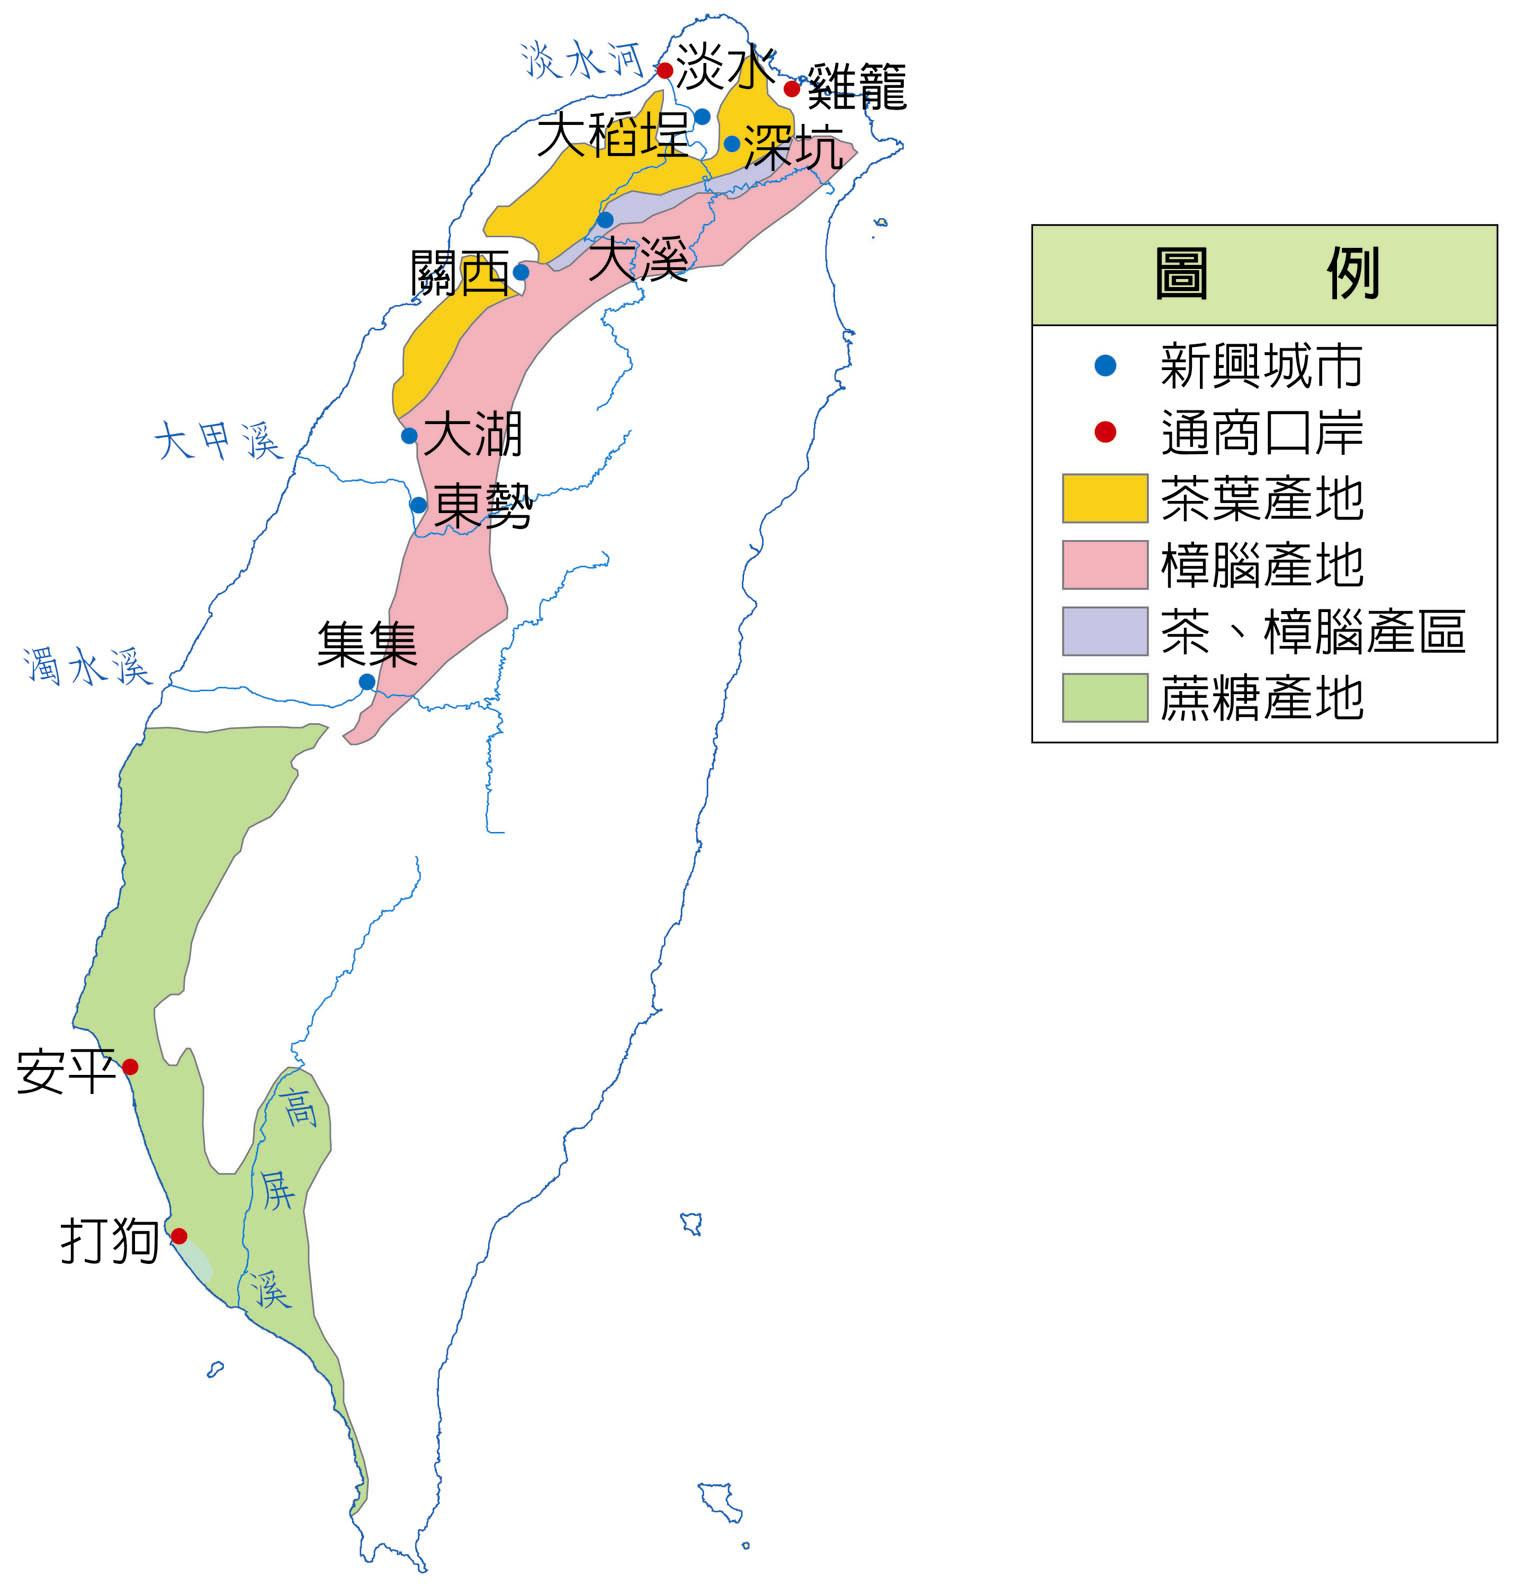 淡水河
淡水
雞籠
大稻埕
深坑
大溪
關西
大湖
大甲溪
東勢
集集
濁水溪
安平
高屏溪
打狗
圖例
新興城市
通商口岸
茶葉產地
樟腦產地
茶、樟腦產區
蔗糖產地